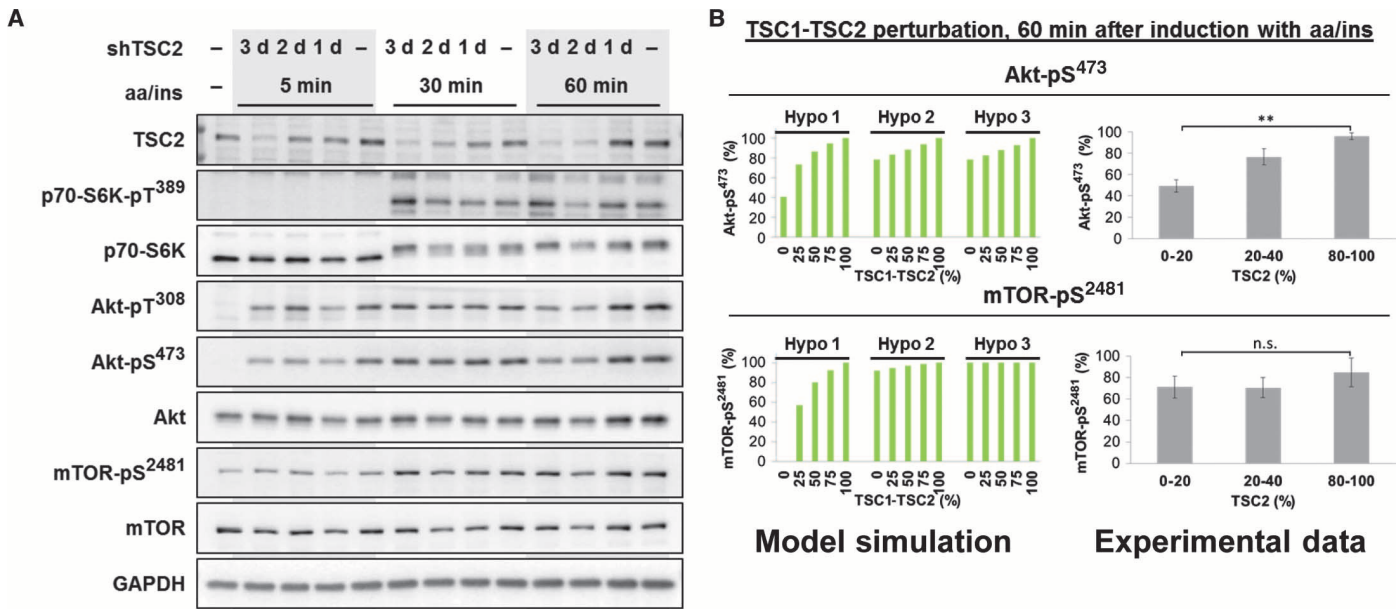 A
shTSC2 – 3 d 2 d 1 d – 3 d 2 d 1 d – 3 d 2 d 1 d –
aa/ins – 5 min 30 min 60 min
TSC2
p70-S6K-pT389
p70-S6K
Akt-pT308
Akt-pS473
Akt
mTOR-pS2481
mTOR
GAPDH
B
TSC1-TSC2 perturbation, 60 min after induction with aa/ins
Akt-pS473
Hypo 1 Hypo 2 Hypo 3
Akt-pS473 (%)
100
80
60
40
20
0
0 25 50 75 100 0 25 50 75 100 0 25 50 75 100
TSC1-TSC2 (%)
**
Akt-pS473 (%)
100
80
60
40
20
0
0-20 20-40 80-100
TSC2 (%)
mTOR-pS2481
Hypo 1 Hypo 2 Hypo 3
mTOR-pS2481 (%)
100
80
60
40
20
0
0 25 50 75 100 0 25 50 75 100 0 25 50 75 100
TSC1-TSC2 (%)
n.s.
mTOR-pS2481 (%)
100
80
60
40
20
0
0-20 20-40 80-100
TSC2 (%)
Model simulation
Experimental data